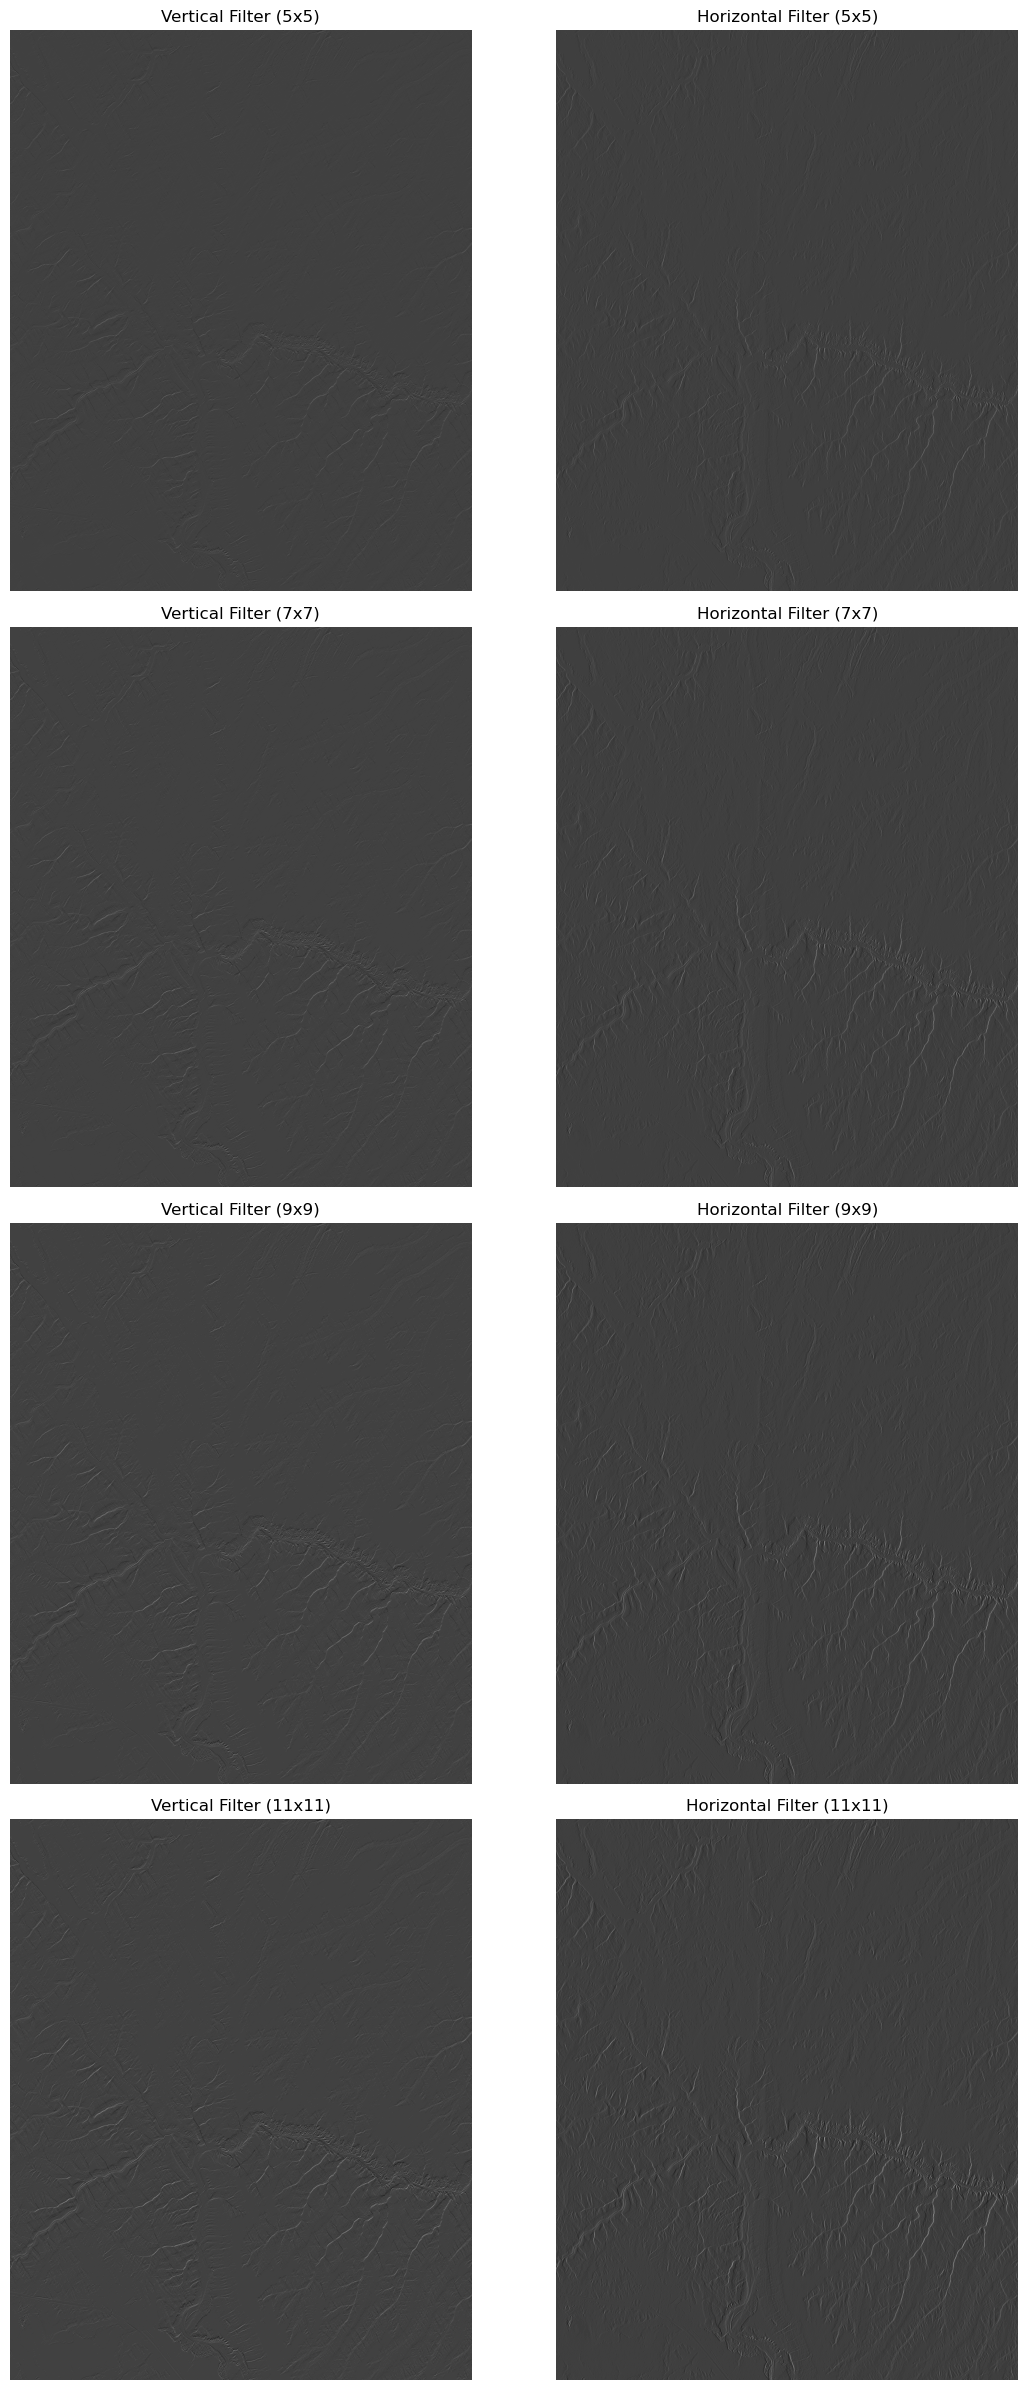 Vertical Filter (5x5)
Horizontal Filter (5x5)
Vertical Filter (7x7)
Horizontal Filter (7x7)
Vertical Filter (9x9)
Horizontal Filter (9x9)
Vertical Filter (11x11)
Horizontal Filter (11x11)